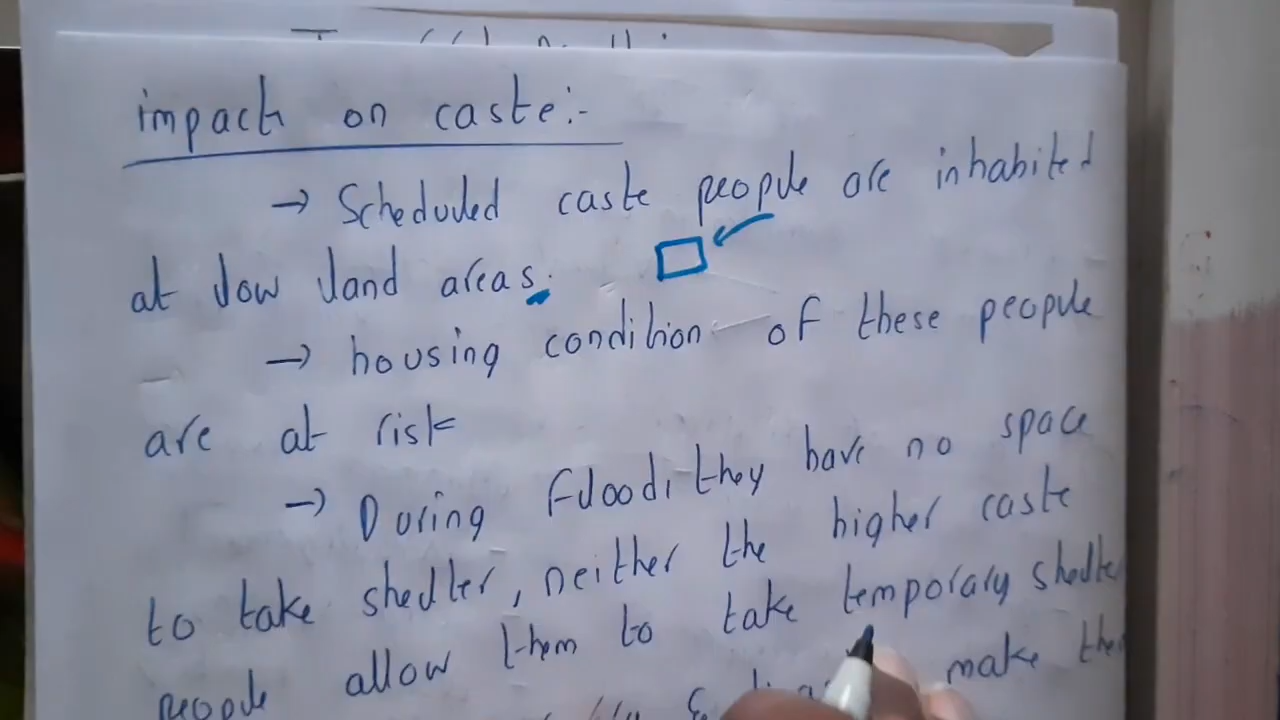 impact on caste:-
→ Scheduled caste people are inhabited
at low land areas.
→ housing condition of these people
are at risk
→ During flood, they have no space
to take shelter, neither the higher caste
people allow them to take temporary shelte
& make the